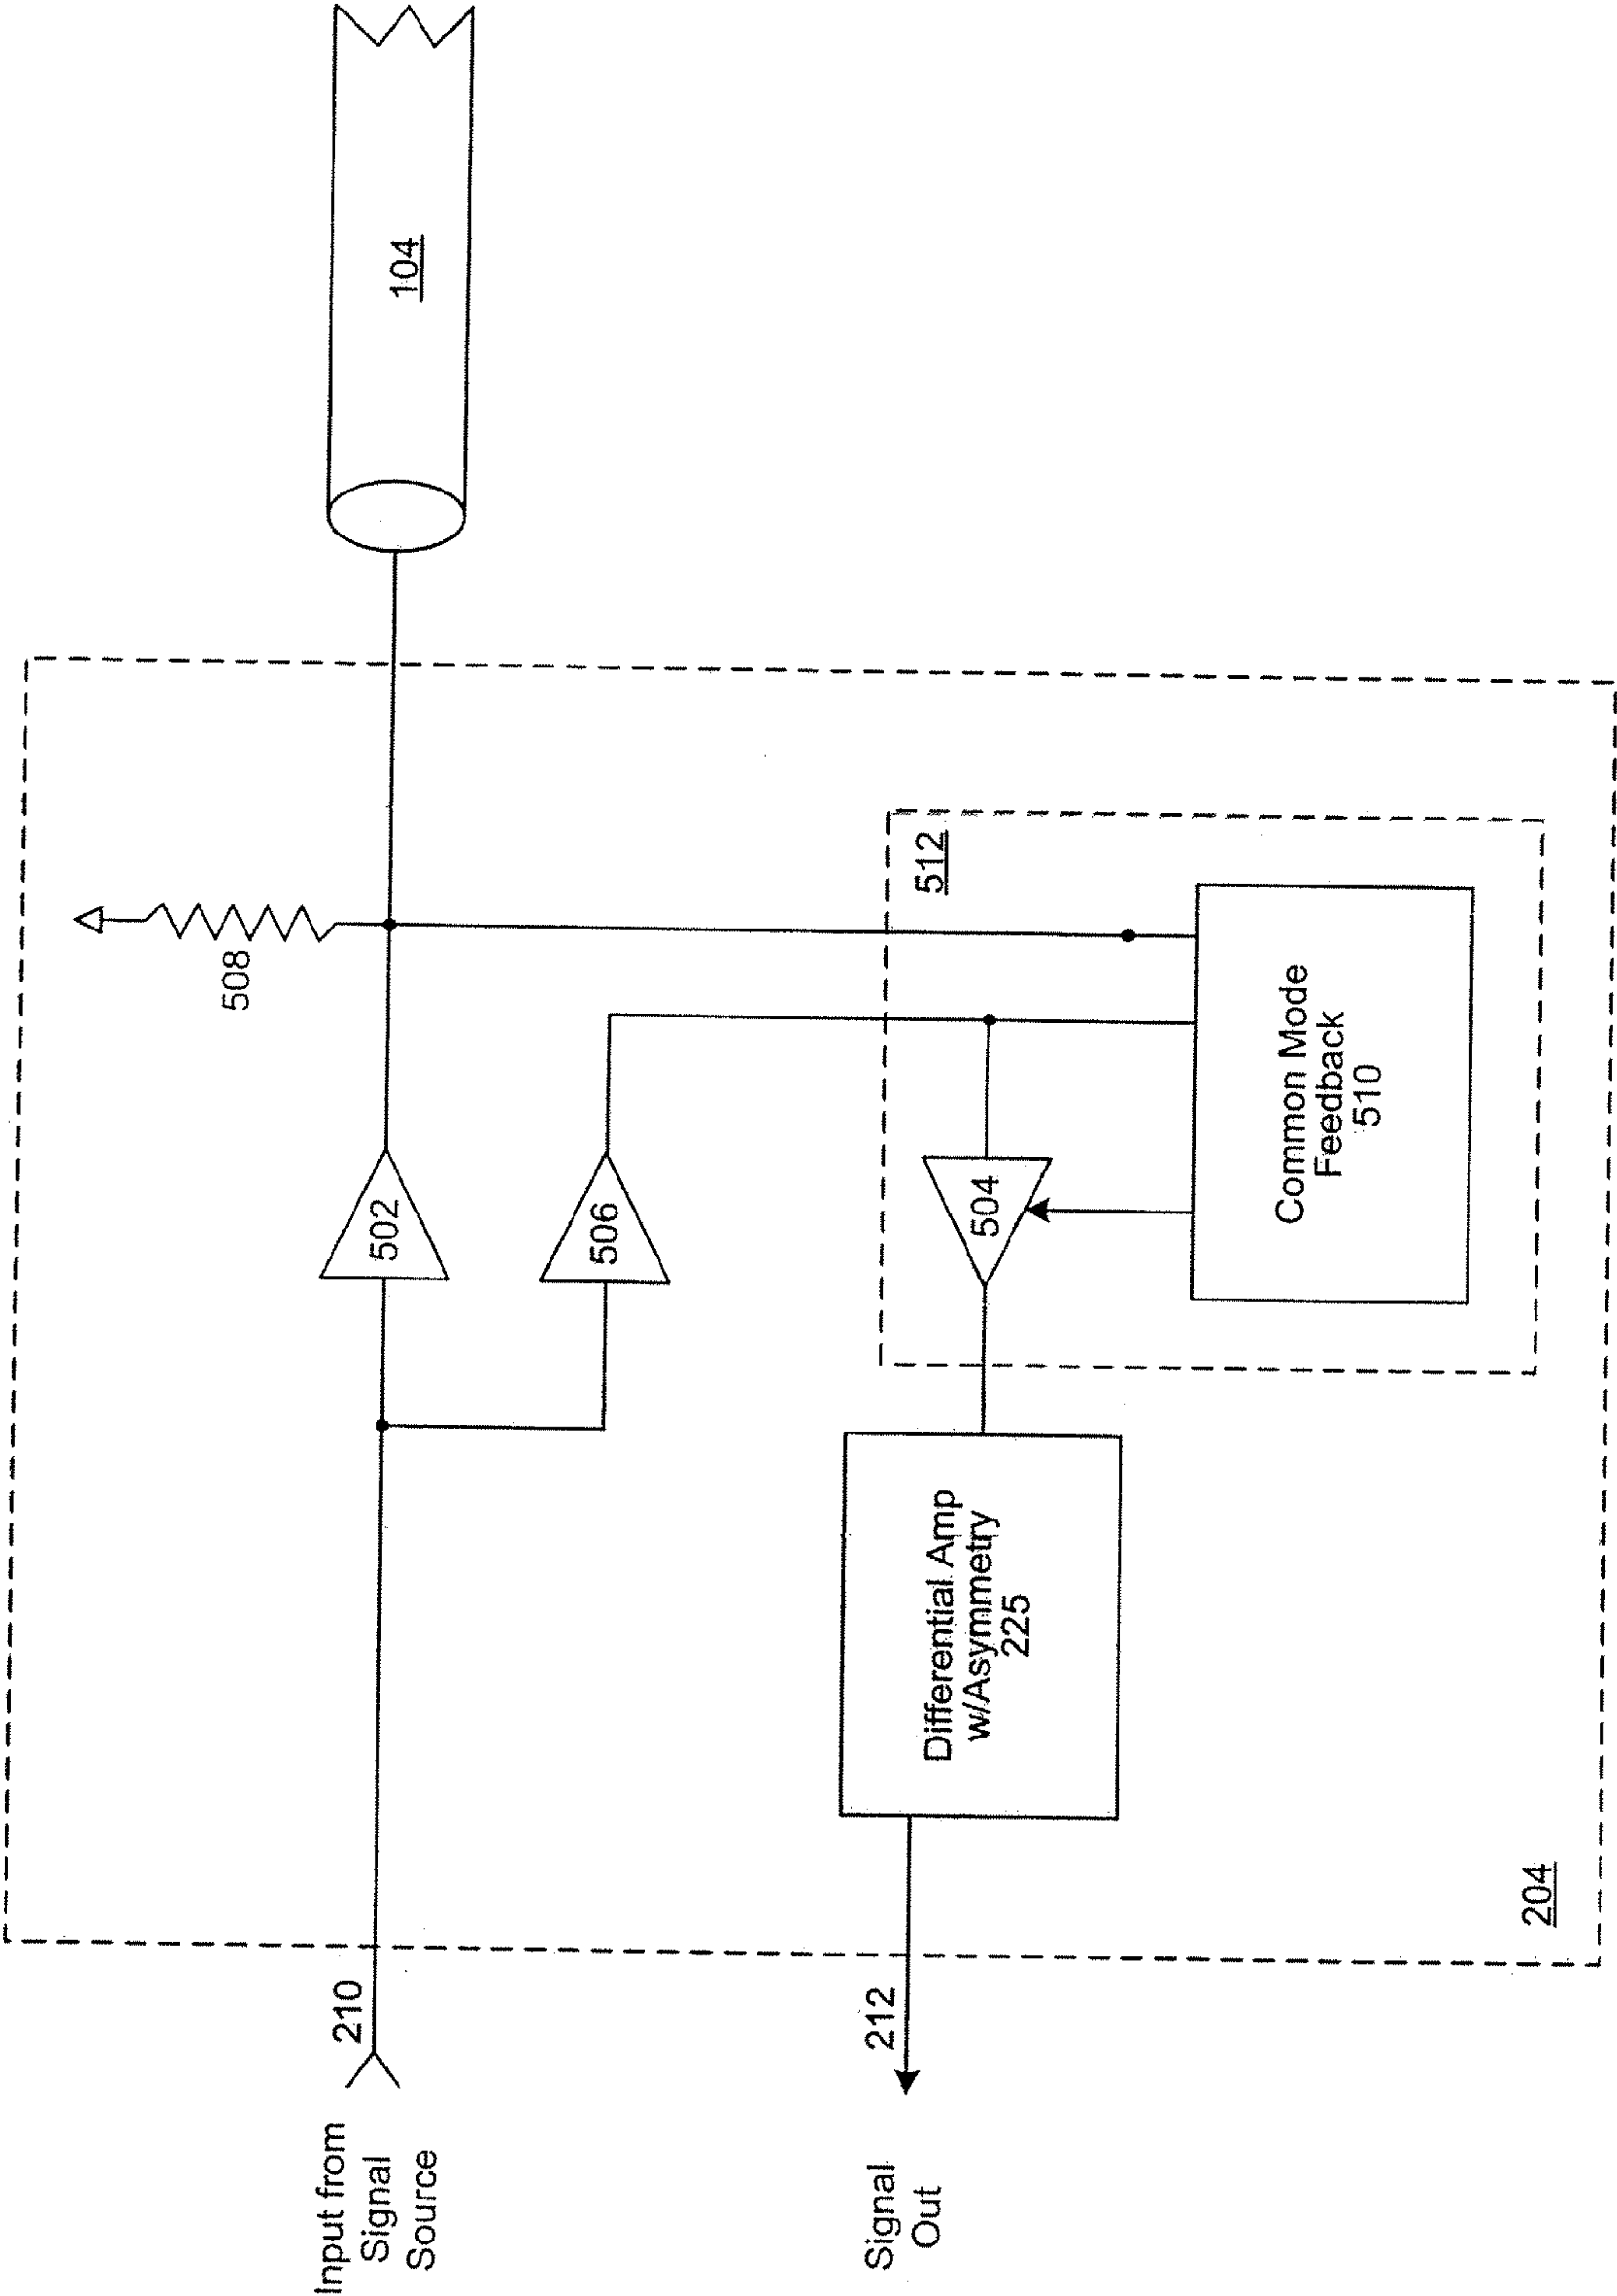 104
508
502
506
512
504
Common Mode
Feedback
510
Differential Amp
w/Asymmetry
225
204
210
Input from
Signal
Source
212
Signal
Out